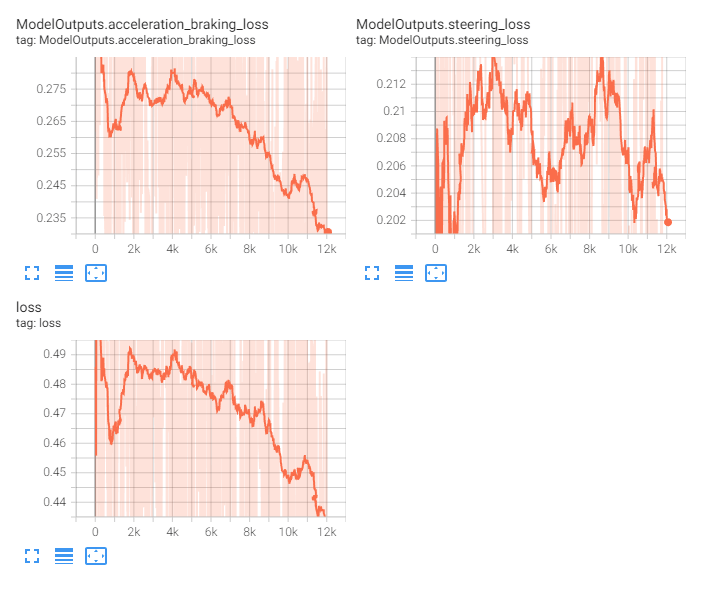 ModelOutputs.acceleration_braking_loss
tag: ModelOutputs.acceleration_braking_loss
0.275
0.265
0.255
0.245
0.235
0 2k 4k 6k 8k 10k 12k
ModelOutputs.steering_loss
tag: ModelOutputs.steering_loss
0.212
0.21
0.208
0.206
0.204
0.202
0 2k 4k 6k 8k 10k 12k
loss
tag: loss
0.49
0.48
0.47
0.46
0.45
0.44
0 2k 4k 6k 8k 10k 12k